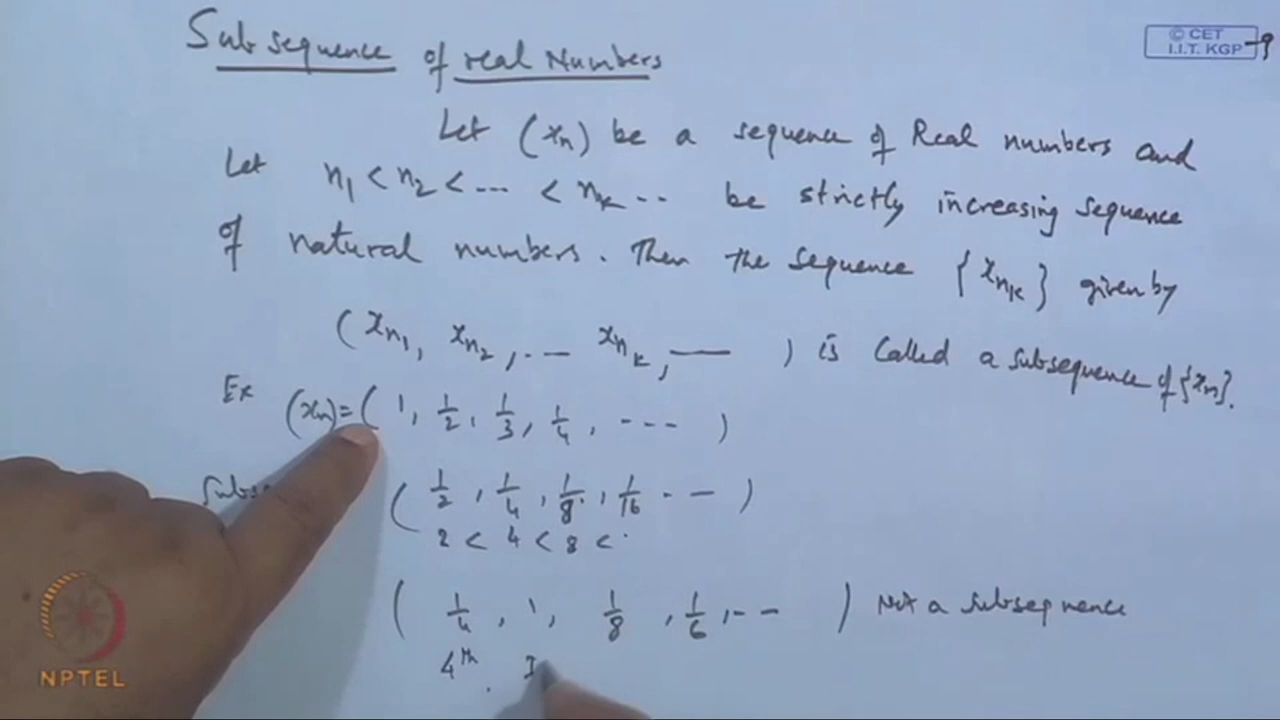 Subsequence of real Numbers
© CET
I.I.T. KGP
Let (xn) be a sequence of Real numbers and
Let n1 < n2 < --- < nk -- be strictly increasing sequence
of natural numbers. Then the sequence {xnk} given by
(xn1, xn2, -- — xnk, —— ) is called a subsequence of {xn}.
Ex (xn) = ( 1, 1/2, 1/3, 1/4, --- )
Subse ( 1/2, 1/4, 1/8, 1/16 - — )
2 < 4 < 8 < ·
( 1/4, 1, 1/8, 1/6, -- ) Not a subsequence
4th, I
NPTEL